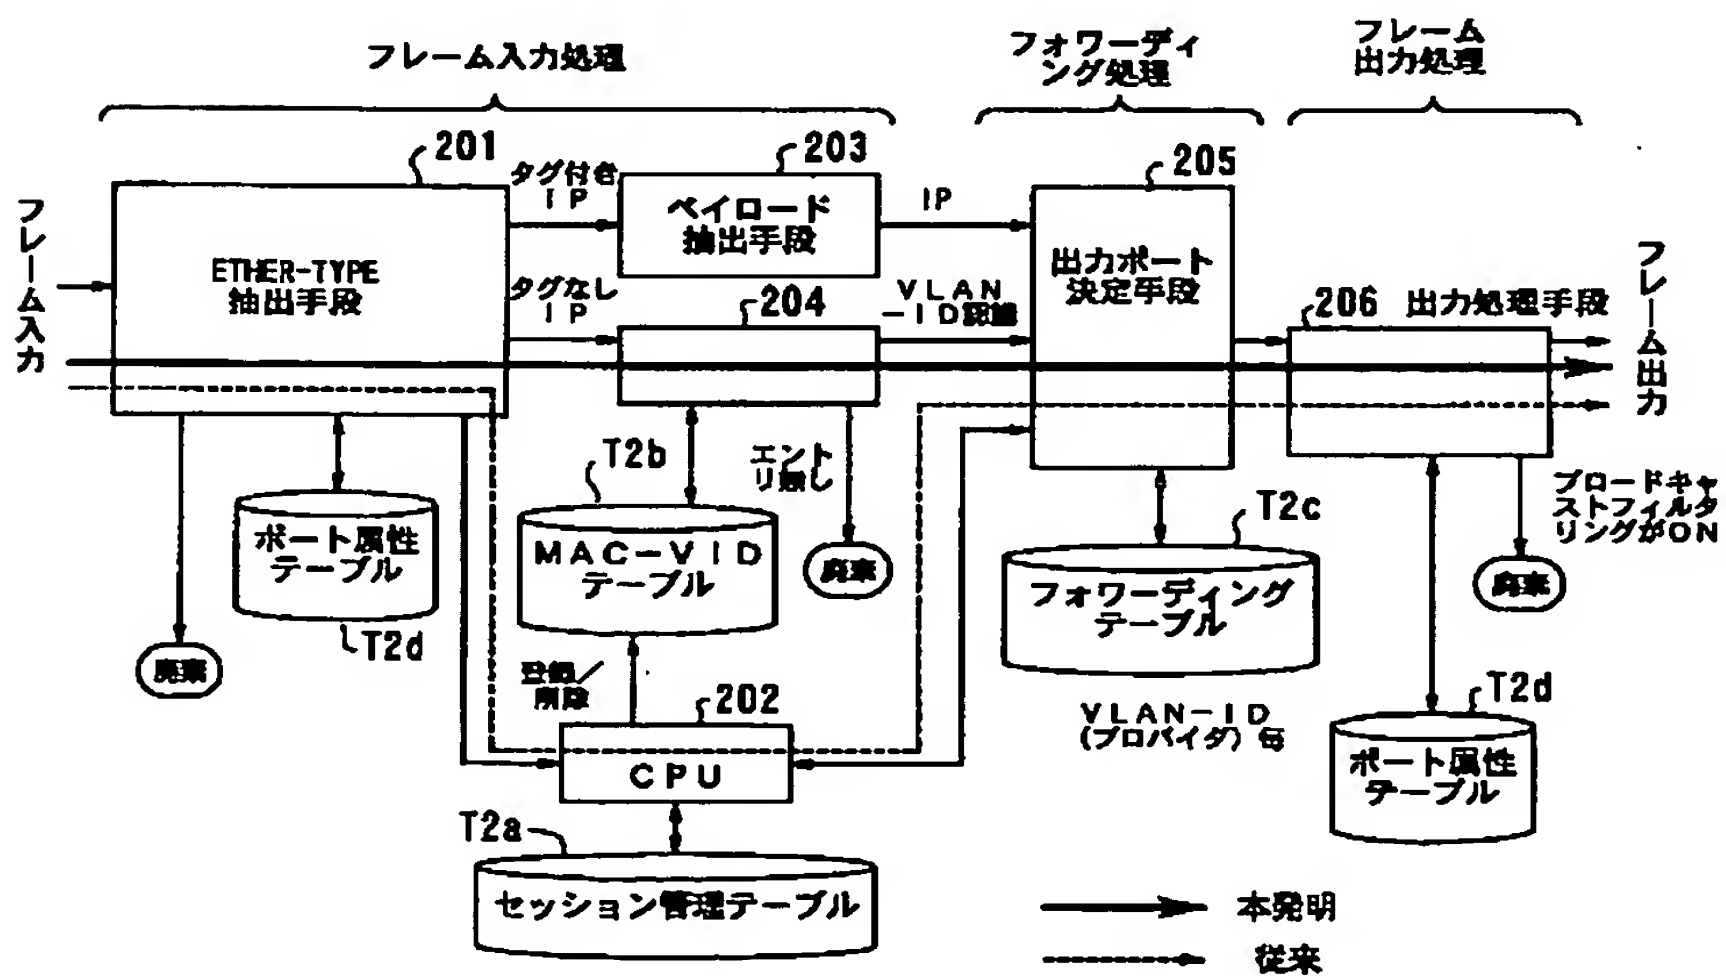 フレーム入力処理
フォワーディ
ング処理
フレーム
出力処理
201
203
205
タグ付き
IP
ペイロード
抽出手段
IP
フレーム入力
ETHER-TYPE
抽出手段
タグなし
IP
204
VLAN
-ID認識
出力ポート
決定手段
206
出力処理手段
フレーム出力
T2b
エント
リ無し
T2c
ブロードキャ
ストフィルタ
リングがON
ポート属性
テーブル
T2d
MAC-VID
テーブル
廃棄
フォワーディング
テーブル
廃棄
廃棄
登録/
削除
202
CPU
VLAN-ID
(プロバイダ)毎
T2d
ポート属性
テーブル
T2a
セッション管理テーブル
本発明
従来